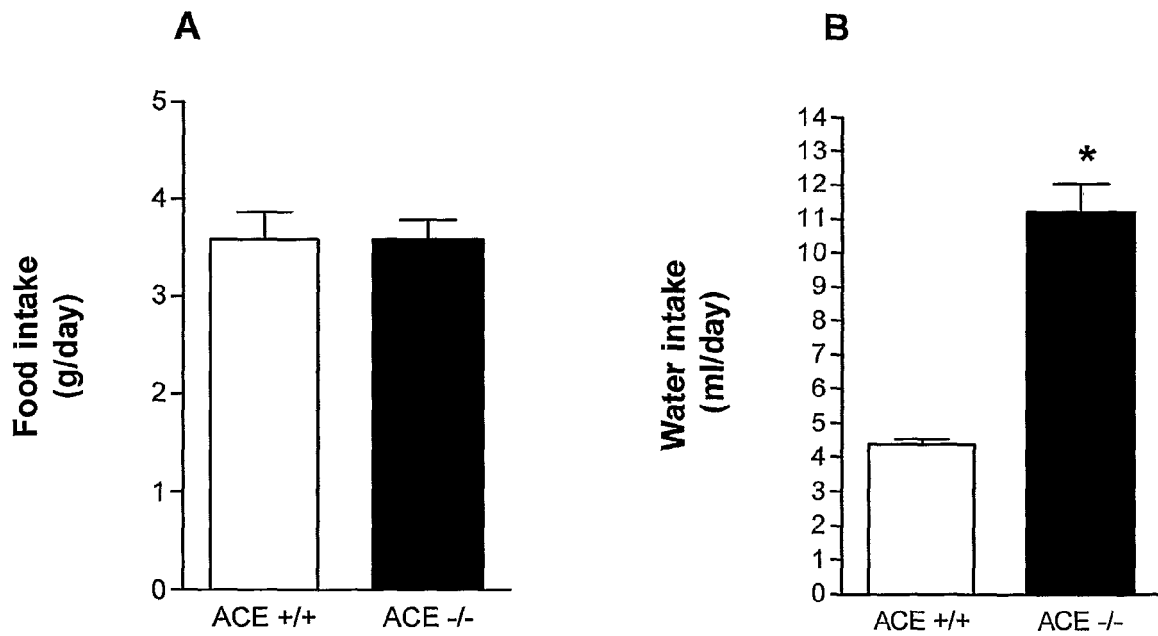 A
Food intake
(g/day)
5
4
3
2
1
0
ACE +/+ ACE -/-
B
Water intake
(ml/day)
14
13
12
11
10
9
8
7
6
5
4
3
2
1
0
*
ACE +/+ ACE -/-